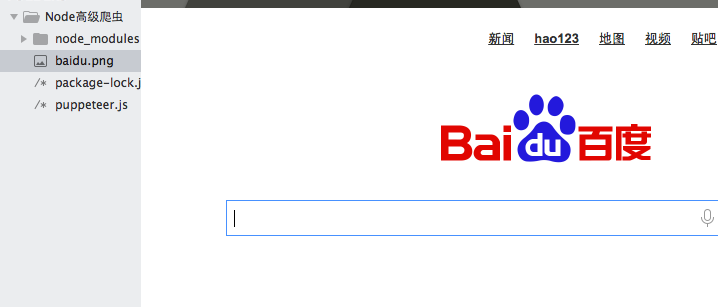 Node高级爬虫
node_modules
baidu.png
/* package-lock.j
/* puppeteer.js
新闻 hao123 地图 视频 贴吧
Bai du 百度